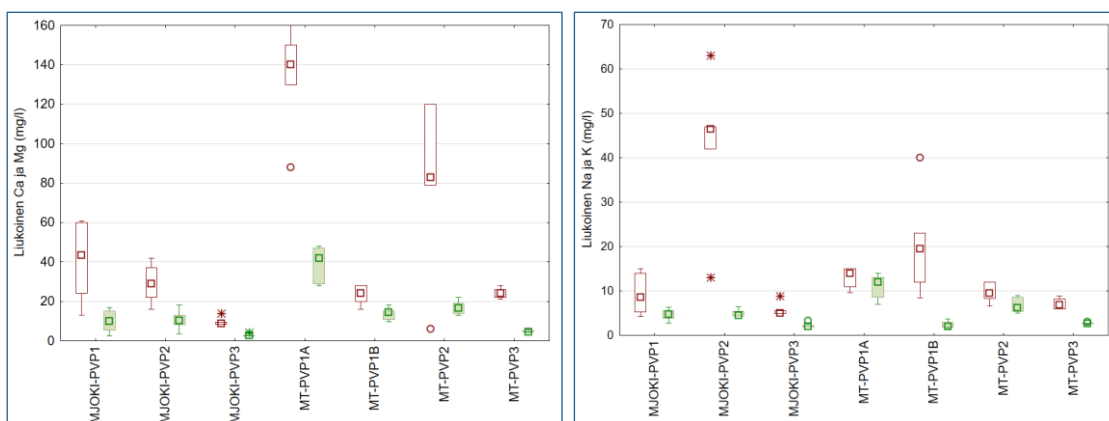 Liukoinen Ca ja Mg (mg/l)
160
140
120
100
80
60
40
20
0
MJOKI-PVP1
MJOKI-PVP2
MJOKI-PVP3
MT-PVP1A
MT-PVP1B
MT-PVP2
MT-PVP3
Liukoinen Na ja K (mg/l)
70
60
50
40
30
20
10
0
MJOKI-PVP1
MJOKI-PVP2
MJOKI-PVP3
MT-PVP1A
MT-PVP1B
MT-PVP2
MT-PVP3